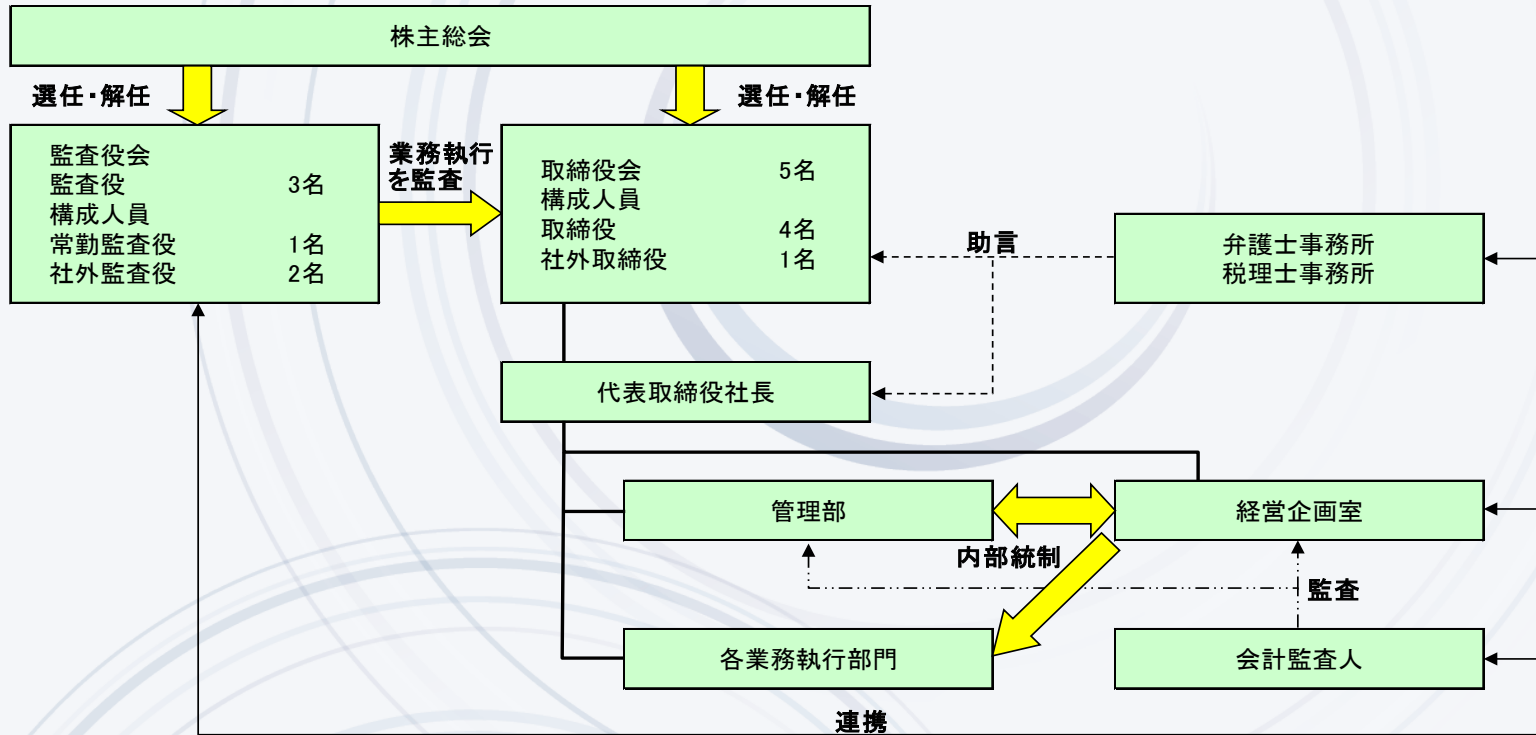 株主総会
選任・解任
選任・解任
監査役会
監査役 3名
構成人員
常勤監査役 1名
社外監査役 2名
業務執行
を監査
取締役会 5名
構成人員
取締役 4名
社外取締役 1名
助言
弁護士事務所
税理士事務所
代表取締役社長
管理部
経営企画室
内部統制
監査
各業務執行部門
会計監査人
連携